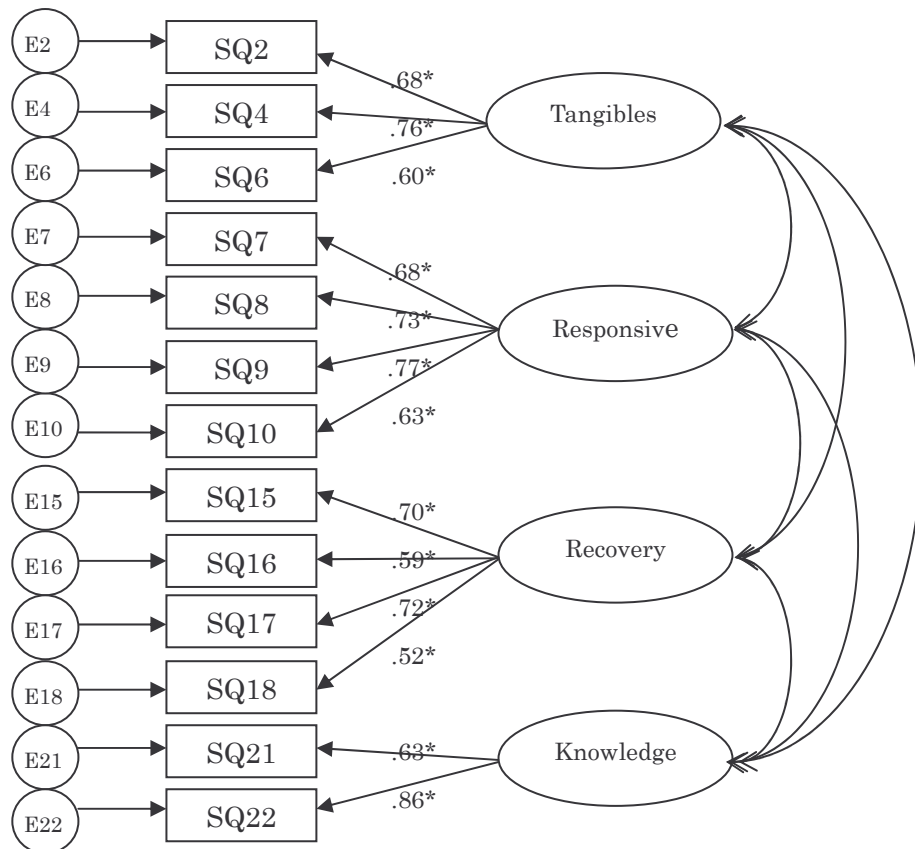 E2
SQ2
.68*
E4
SQ4
Tangibles
.76*
E6
SQ6
.60*
E7
SQ7
.68*
E8
SQ8
.73*
Responsive
E9
SQ9
.77*
E10
SQ10
.63*
E15
SQ15
.70*
E16
SQ16
.59*
Recovery
E17
SQ17
.72*
E18
SQ18
.52*
E21
SQ21
.63*
Knowledge
E22
SQ22
.86*